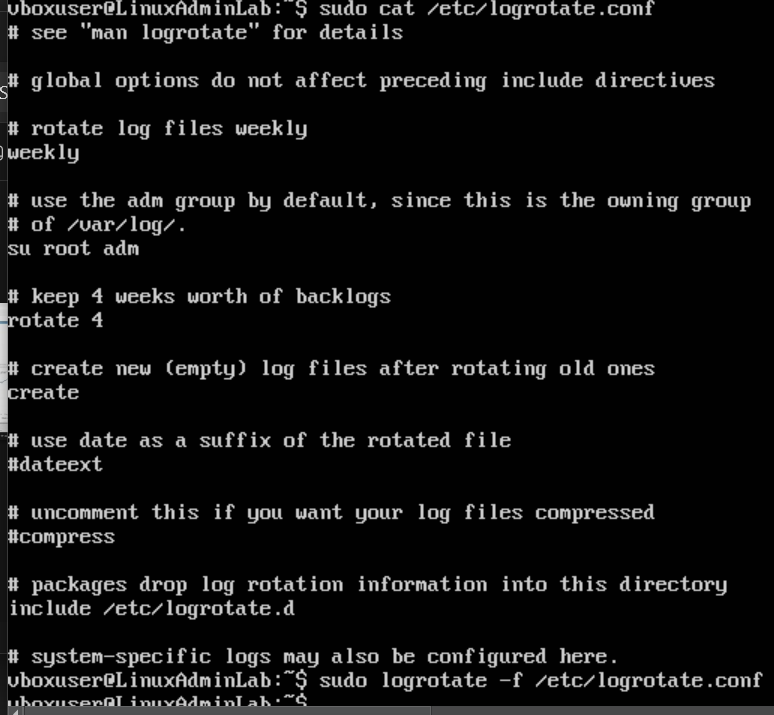 vboxuser@LinuxAdminLab:~$ sudo cat /etc/logrotate.conf
# see "man logrotate" for details
# global options do not affect preceding include directives
# rotate log files weekly
weekly
# use the adm group by default, since this is the owning group
# of /var/log/.
su root adm
# keep 4 weeks worth of backlogs
rotate 4
# create new (empty) log files after rotating old ones
create
# use date as a suffix of the rotated file
#dateext
# uncomment this if you want your log files compressed
#compress
# packages drop log rotation information into this directory
include /etc/logrotate.d
# system-specific logs may also be configured here.
vboxuser@LinuxAdminLab:~$ sudo logrotate -f /etc/logrotate.conf
vboxuser@LinuxAdminLab:~$